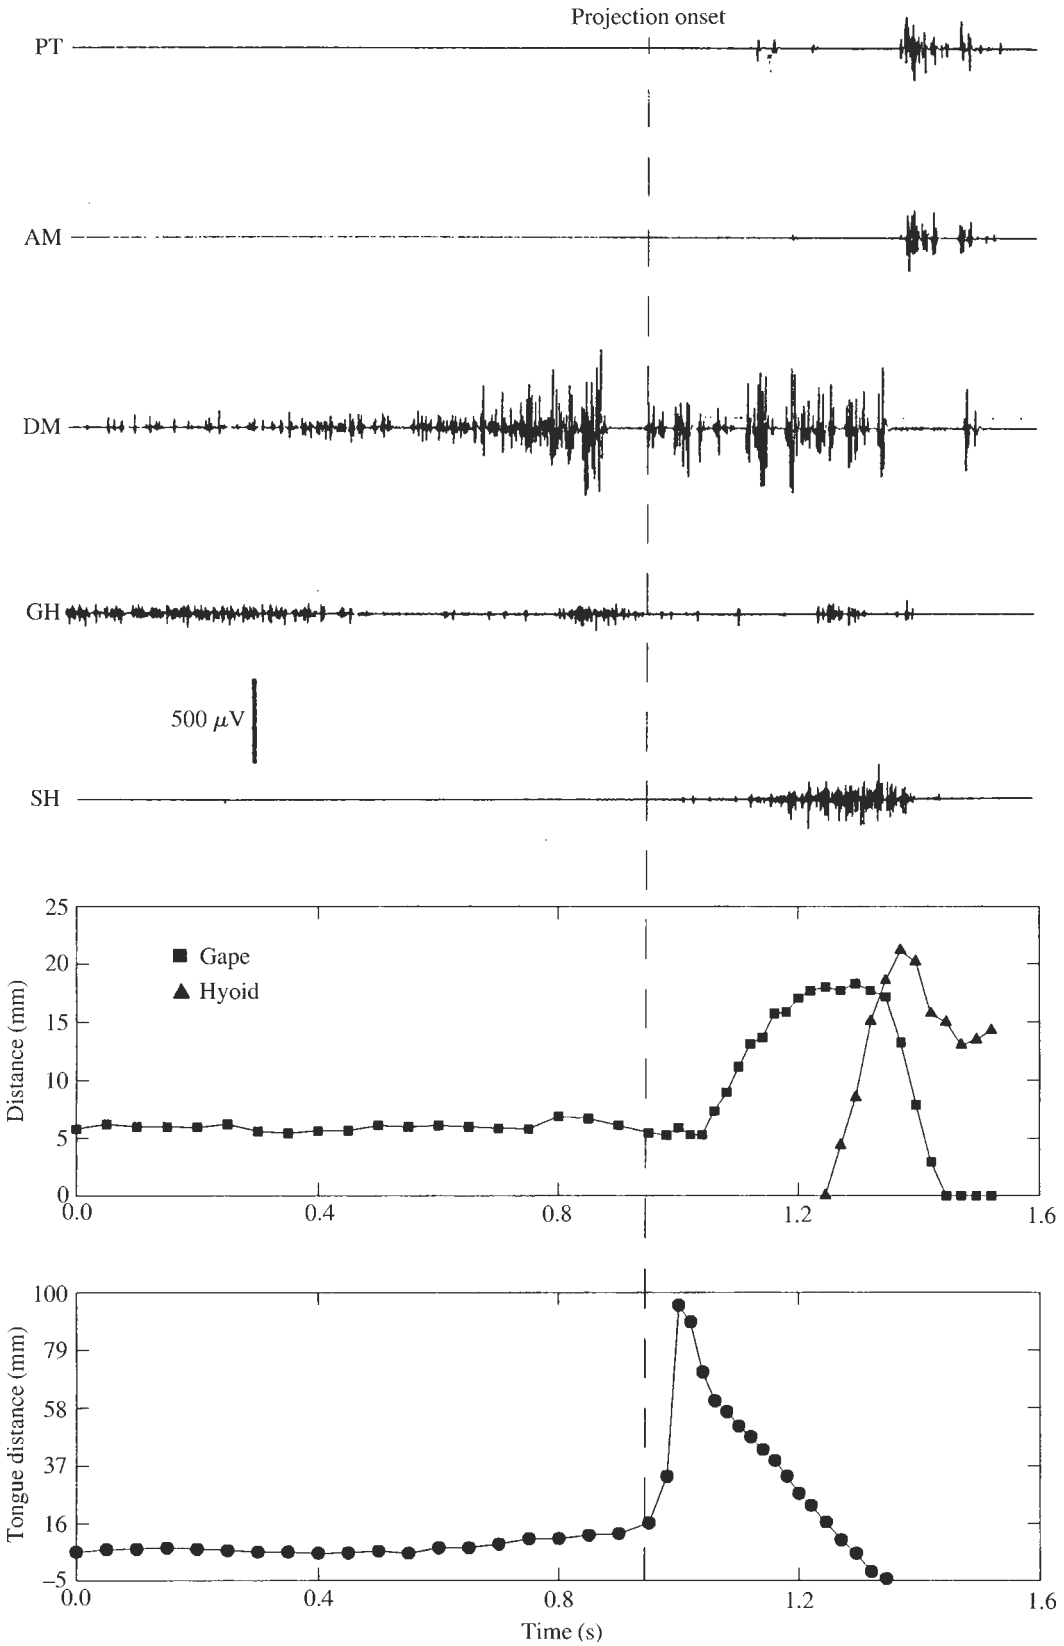 Projection onset
PT
AM
DM
GH
500 μV
SH
25
20
15
10
5
0
Distance (mm)
Gape
Hyoid
0.0
0.4
0.8
1.2
1.6
100
79
58
37
16
–5
Tongue distance (mm)
0.0
0.4
0.8
1.2
1.6
Time (s)